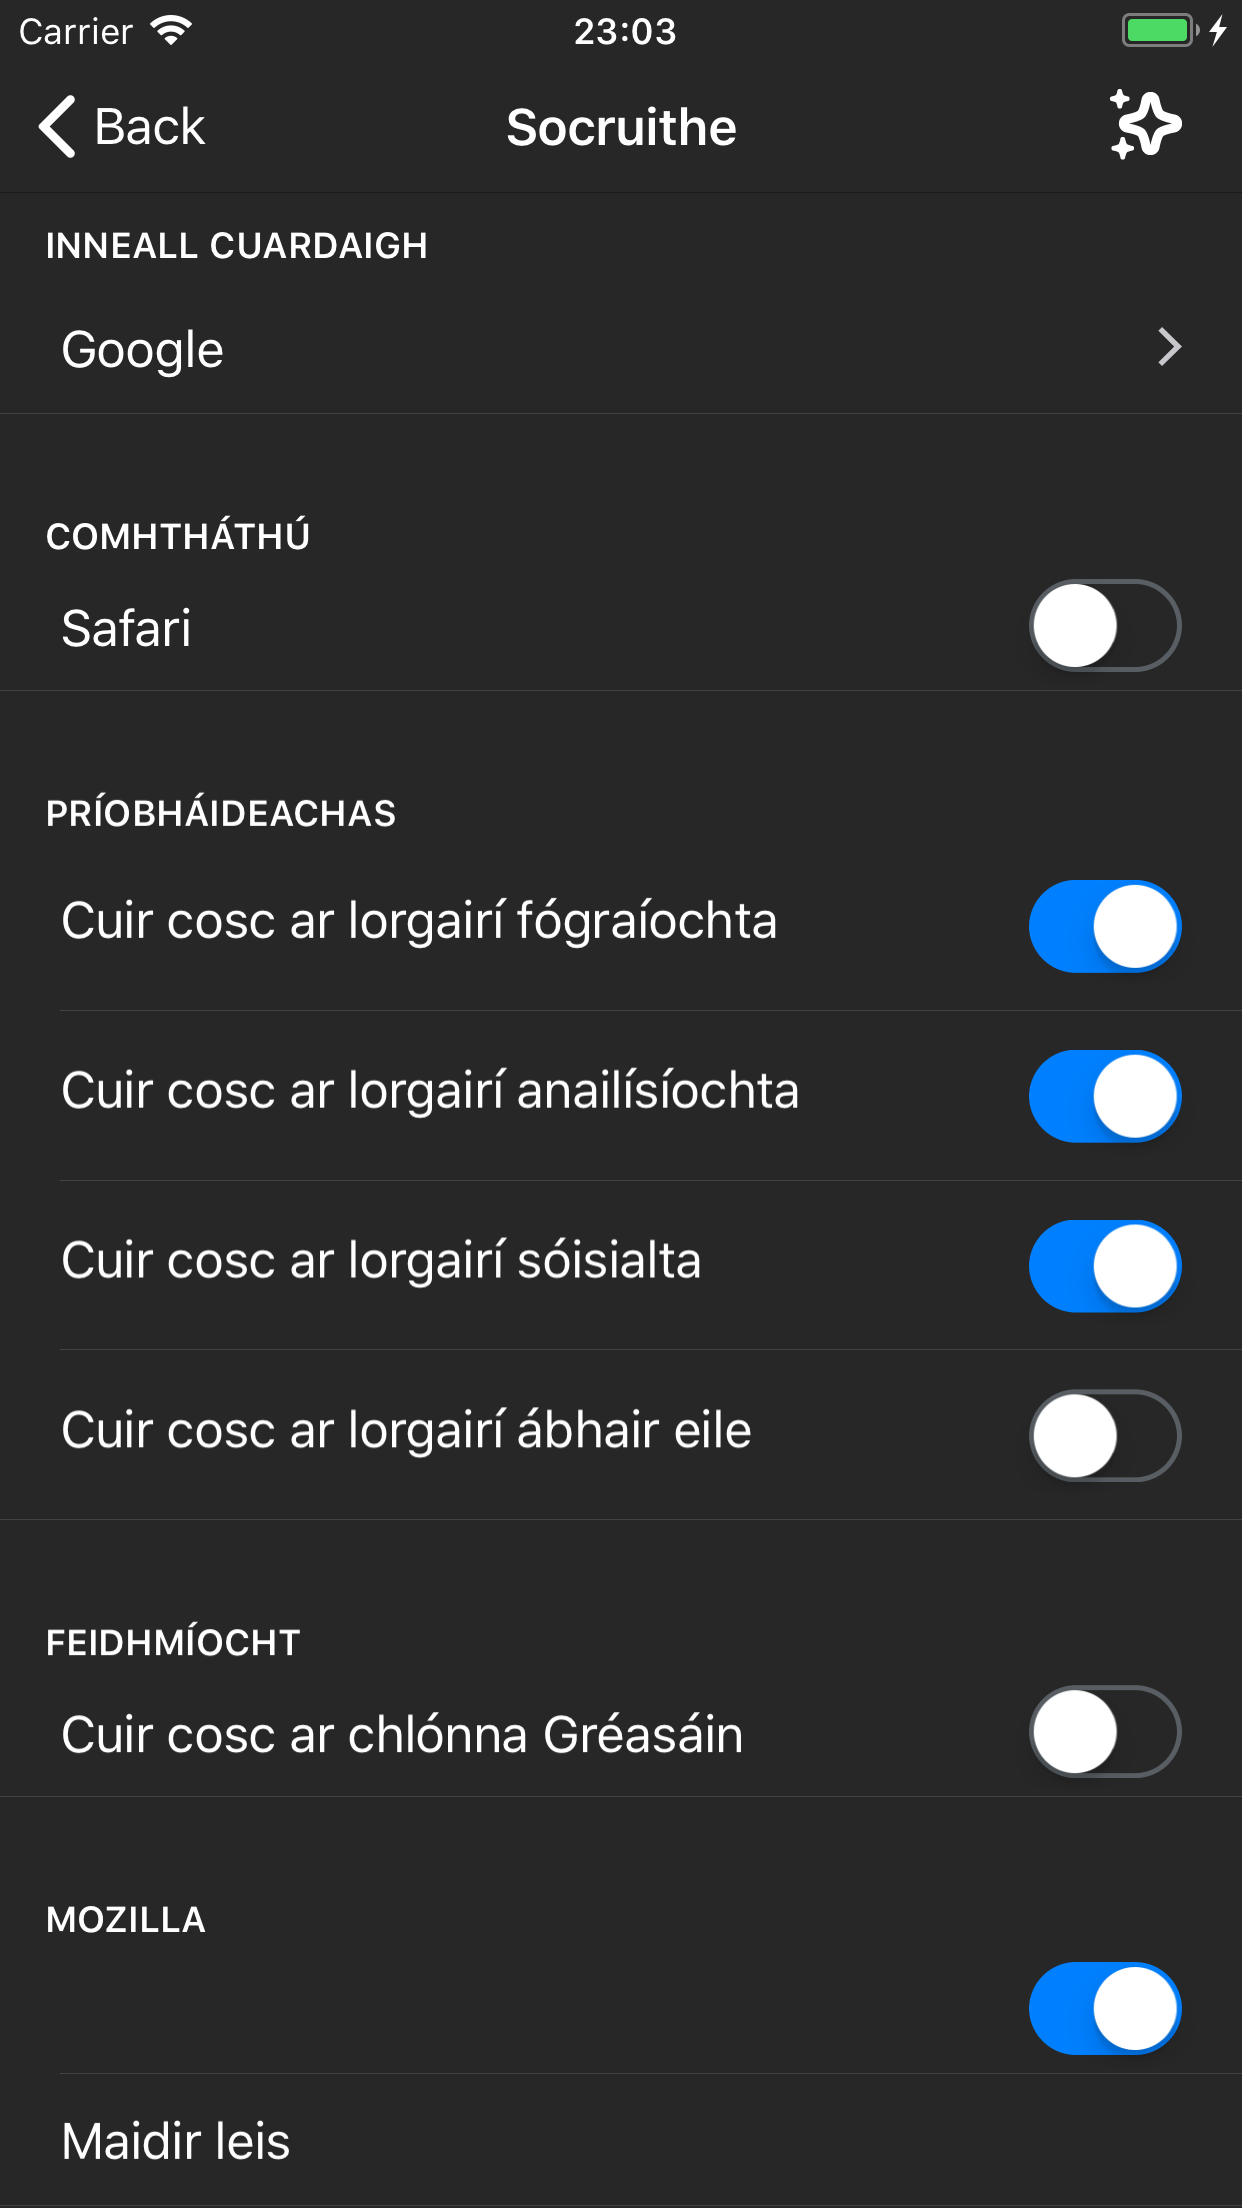 Carrier 23:03
Back Socruithe
INNEALL CUARDAIGH
Google
COMHTHÁTHÚ
Safari
PRÍOBHÁIDEACHAS
Cuir cosc ar lorgairí fógraíochta
Cuir cosc ar lorgairí anailísíochta
Cuir cosc ar lorgairí sóisialta
Cuir cosc ar lorgairí ábhair eile
FEIDHMÍOCHT
Cuir cosc ar chlónna Gréasáin
MOZILLA
Maidir leis